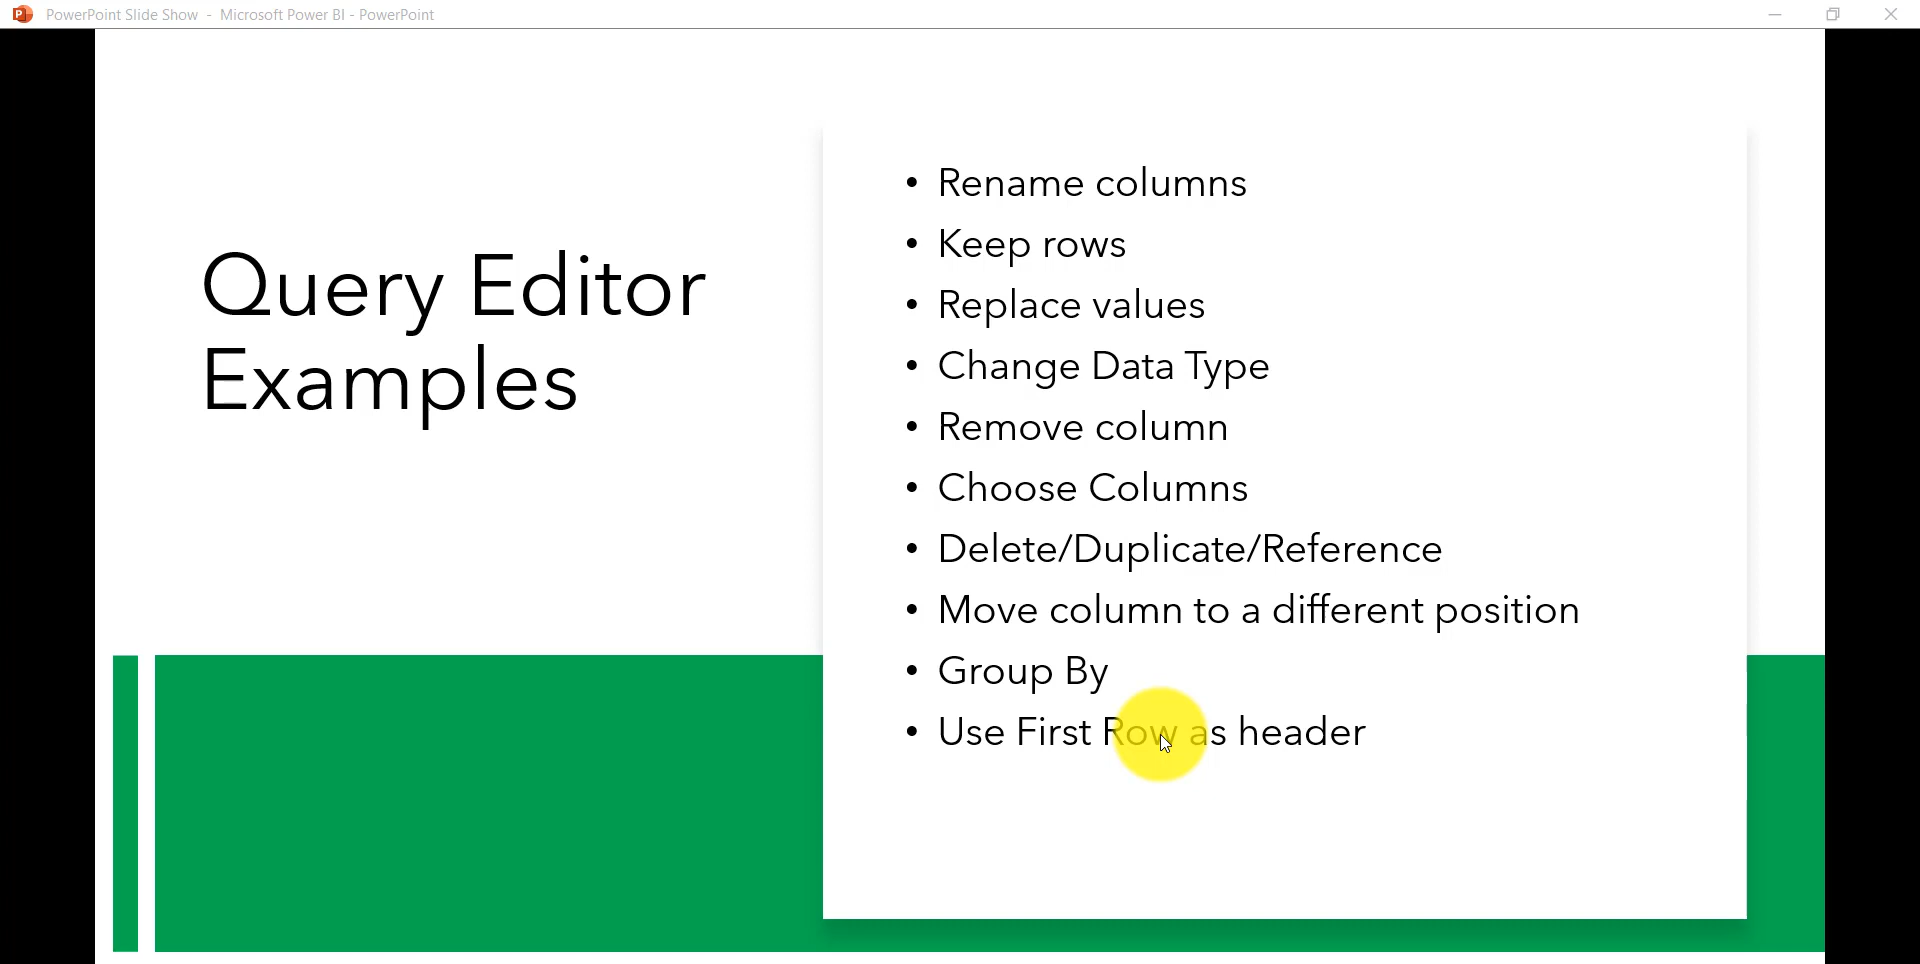 PowerPoint Slide Show - Microsoft Power BI - PowerPoint
Query Editor
Examples
• Rename columns
• Keep rows
• Replace values
• Change Data Type
• Remove column
• Choose Columns
• Delete/Duplicate/Reference
• Move column to a different position
• Group By
• Use First Row as header